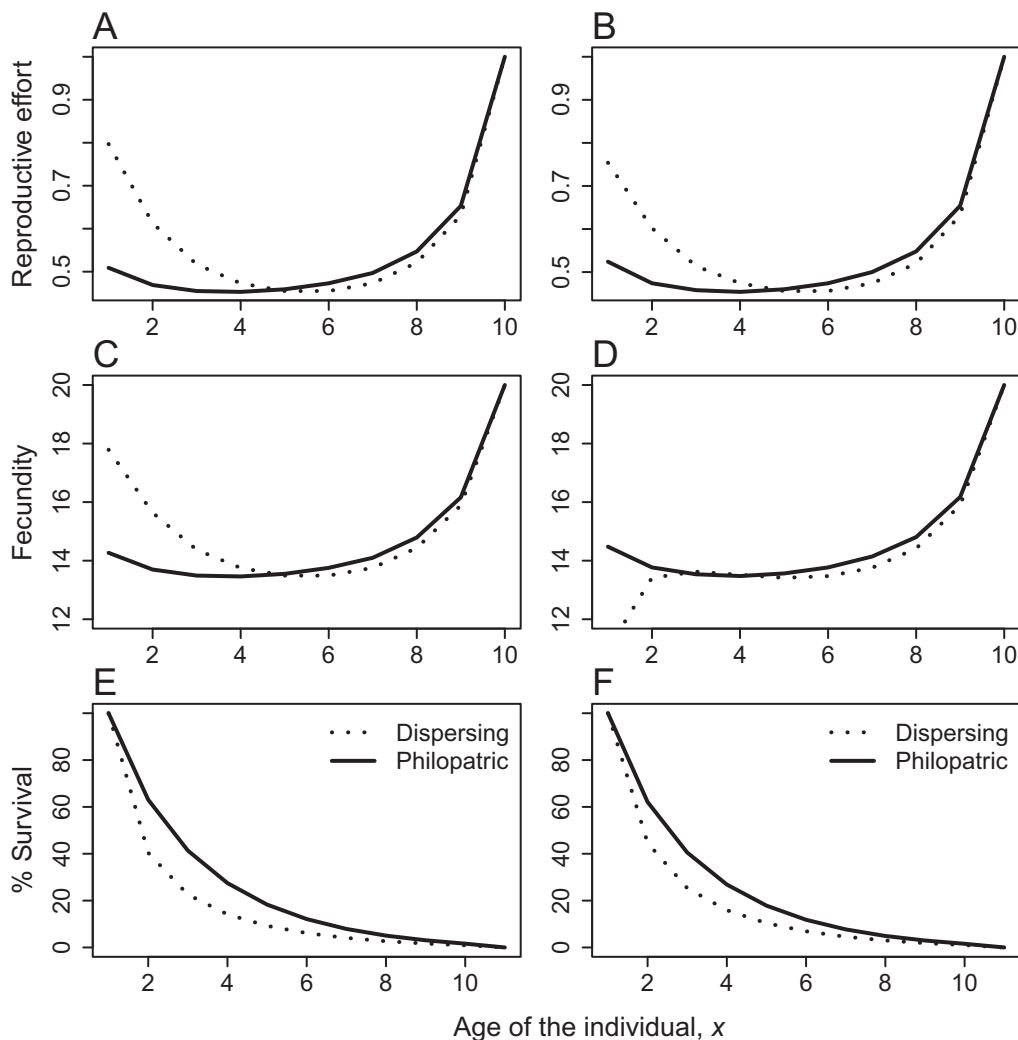 A
B
Reproductive effort
0.5 0.7 0.9
2 4 6 8 10
0.5 0.7 0.9
2 4 6 8 10
C
D
Fecundity
12 14 16 18 20
2 4 6 8 10
12 14 16 18 20
2 4 6 8 10
E
F
% Survival
0 20 40 60 80
Dispersing
Philopatric
2 4 6 8 10
0 20 40 60 80
Dispersing
Philopatric
2 4 6 8 10
Age of the individual, x